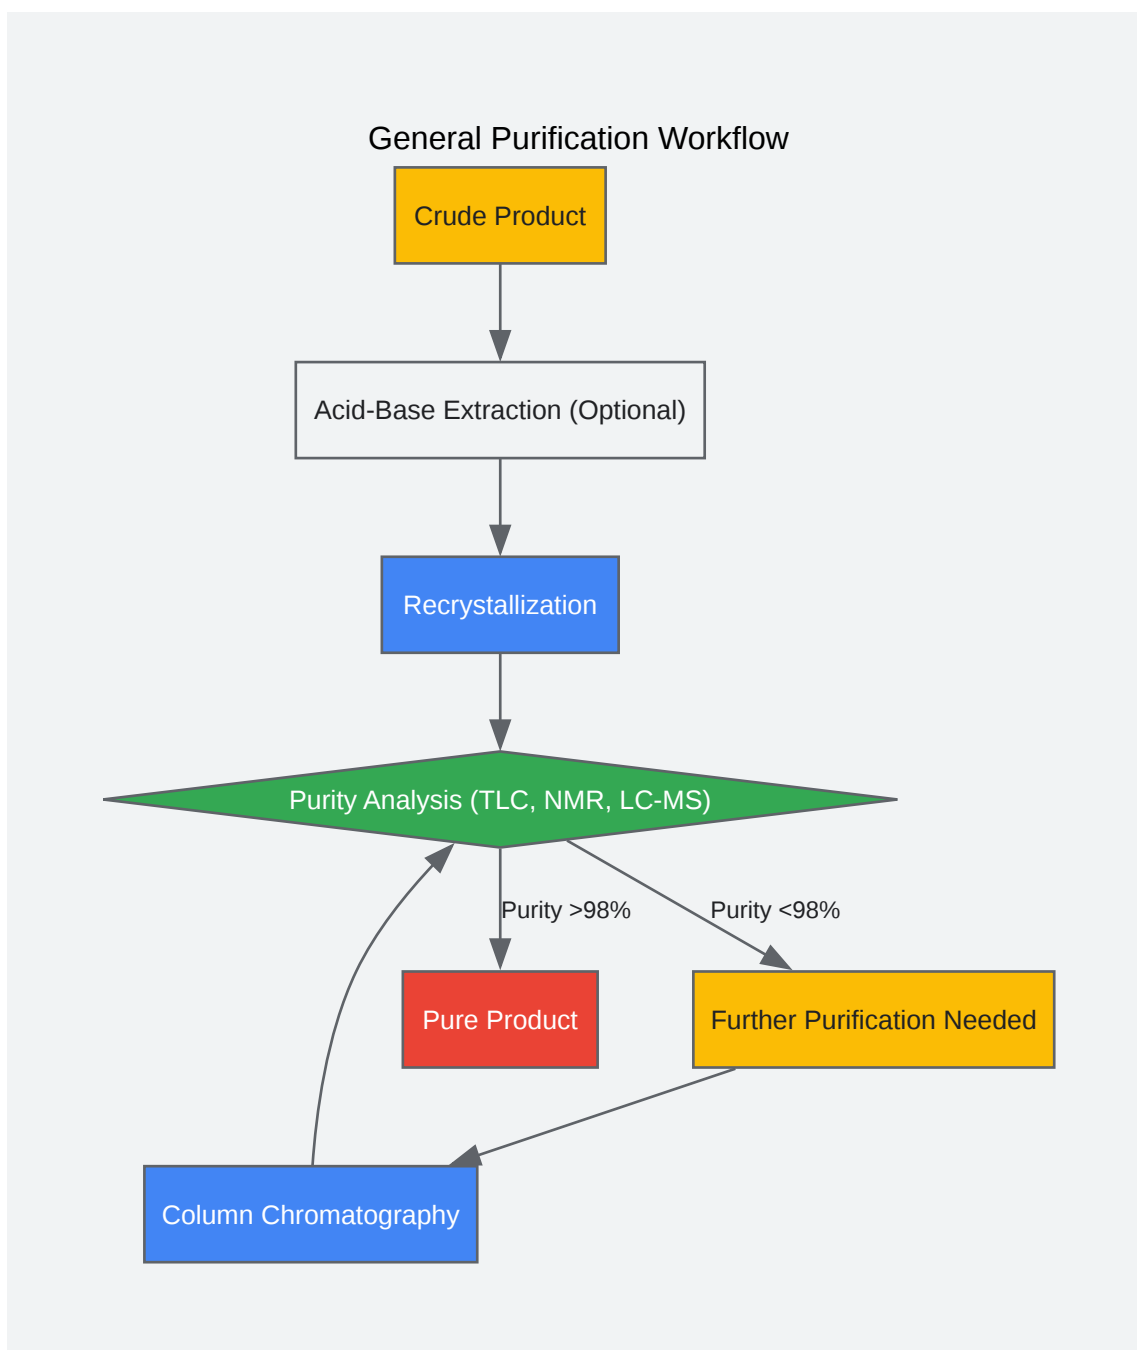 General Purification Workflow
Crude Product
Acid-Base Extraction (Optional)
Recrystallization
Purity Analysis (TLC, NMR, LC-MS)
Purity >98%
Purity <98%
Pure Product
Further Purification Needed
Column Chromatography